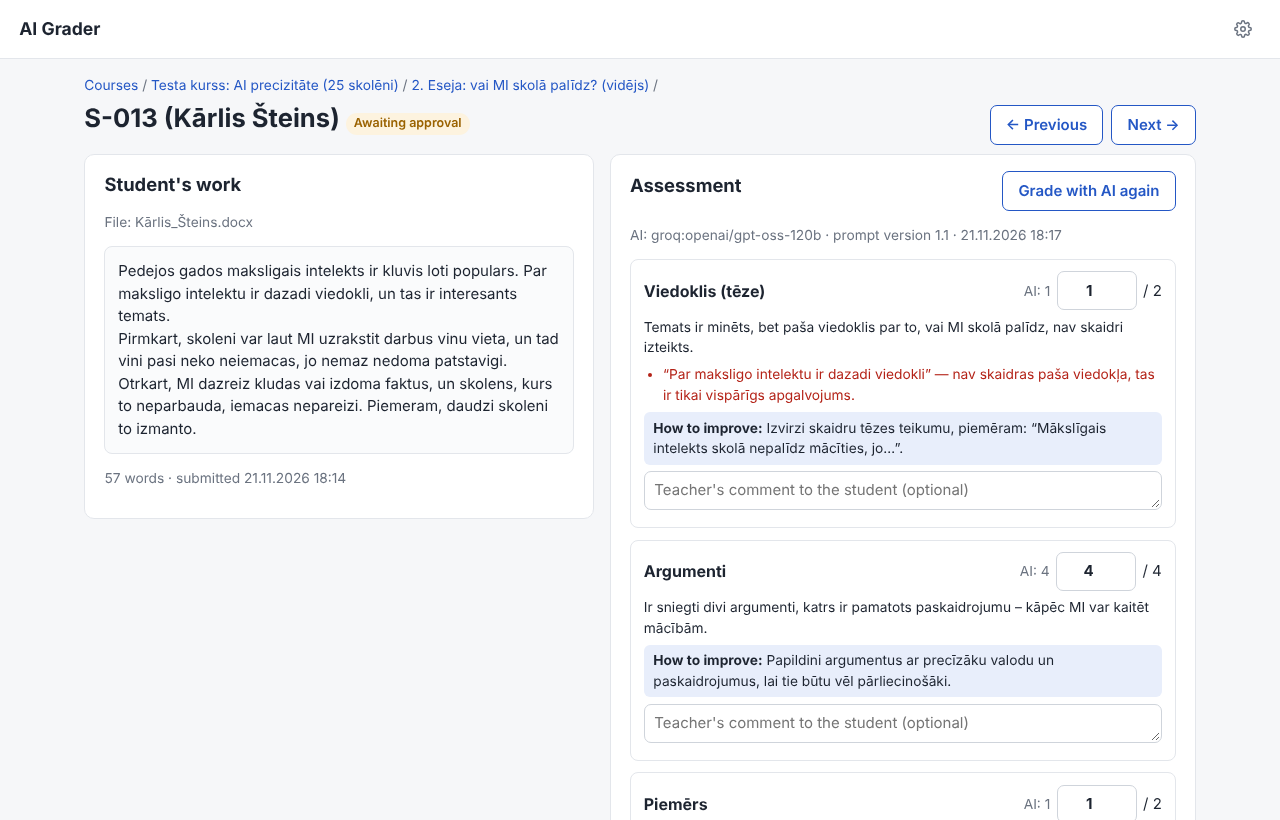 AI Grader
Courses / Testa kurss: AI precizitāte (25 skolēni) / 2. Eseja: vai MI skolā palīdz? (vidējs) /
S-013 (Kārlis Šteins) Awaiting approval
← Previous
Next →
Student's work
File: Kārlis_Šteins.docx
Pedejos gados maksligais intelekts ir kluvis loti populars. Par
maksligo intelektu ir dazadi viedokli, un tas ir interesants
temats.
Pirmkart, skoleni var laut MI uzrakstit darbus vinu vieta, un tad
vini pasi neko neiemacas, jo nemaz nedoma patstavigi.
Otrkart, MI dazreiz kludas vai izdoma faktus, un skolens, kurs
to neparbauda, iemacas nepareizi. Piemeram, daudzi skoleni
to izmanto.
57 words · submitted 21.11.2026 18:14
Assessment
Grade with AI again
AI: groq:openai/gpt-oss-120b · prompt version 1.1 · 21.11.2026 18:17
Viedoklis (tēze) AI: 1 1 / 2
Temats ir minēts, bet paša viedoklis par to, vai MI skolā palīdz, nav skaidri
izteikts.
• “Par maksligo intelektu ir dazadi viedokli” — nav skaidras paša viedokļa, tas
ir tikai vispārīgs apgalvojums.
How to improve: Izvirzi skaidru tēzes teikumu, piemēram: “Mākslīgais
intelekts skolā nepalīdz mācīties, jo…”.
Teacher's comment to the student (optional)
Argumenti AI: 4 4 / 4
Ir sniegti divi argumenti, katrs ir pamatots paskaidrojumu – kāpēc MI var kaitēt
mācībām.
How to improve: Papildini argumentus ar precīzāku valodu un
paskaidrojumus, lai tie būtu vēl pārliecinošāki.
Teacher's comment to the student (optional)
Piemērs AI: 1 1 / 2